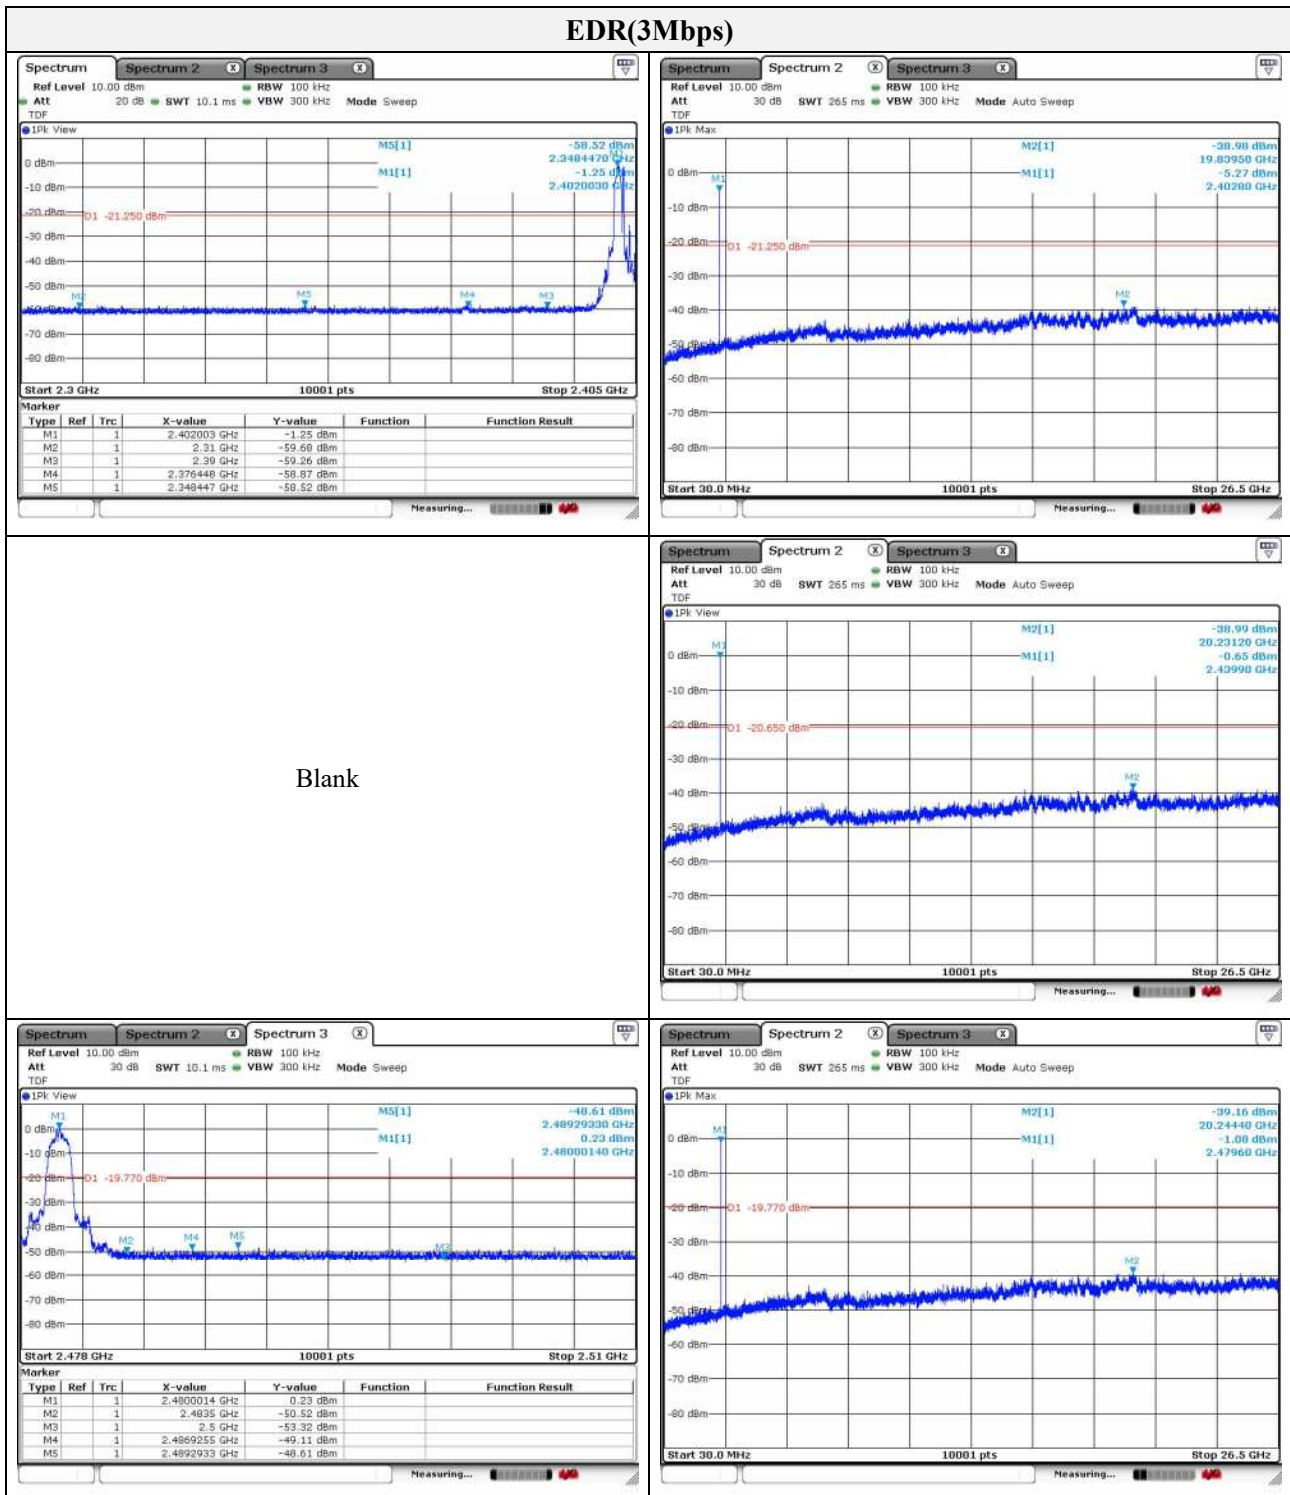 EDR(3Mbps)
Spectrum Spectrum 2 Spectrum 3
Ref Level 10.00 dBm RBW 100 kHz
Att 20 dB SWT 10.1 ms VBW 300 kHz Mode Sweep
TDF
1Pk View
M5[1] -58.52 dBm
2.3484470 GHz
M1[1] -1.25 dBm
2.4020030 GHz
M1
0 dBm
-10 dBm
-20 dBm
D1 -21.250 dBm
-30 dBm
-40 dBm
-50 dBm
M2 M5 M4 M3
-60 dBm
-70 dBm
-80 dBm
Start 2.3 GHz 10001 pts Stop 2.405 GHz
Marker
Type Ref Trc X-value Y-value Function Function Result
M1 1 2.402003 GHz -1.25 dBm
M2 1 2.31 GHz -59.68 dBm
M3 1 2.39 GHz -59.26 dBm
M4 1 2.376448 GHz -58.87 dBm
M5 1 2.348447 GHz -58.52 dBm
Measuring...
Spectrum Spectrum 2 Spectrum 3
Ref Level 10.00 dBm RBW 100 kHz
Att 30 dB SWT 265 ms VBW 300 kHz Mode Auto Sweep
TDF
1Pk Max
M2[1] -38.98 dBm
19.83950 GHz
M1[1] -5.27 dBm
2.40280 GHz
0 dBm
M1
-10 dBm
-20 dBm
D1 -21.250 dBm
-30 dBm
M2
-40 dBm
-50 dBm
-60 dBm
-70 dBm
-80 dBm
Start 30.0 MHz 10001 pts Stop 26.5 GHz
Measuring...
Blank
Spectrum Spectrum 2 Spectrum 3
Ref Level 10.00 dBm RBW 100 kHz
Att 30 dB SWT 265 ms VBW 300 kHz Mode Auto Sweep
TDF
1Pk View
M2[1] -38.99 dBm
20.23120 GHz
M1
0 dBm M1[1] -0.65 dBm
2.43990 GHz
-10 dBm
-20 dBm
D1 -20.650 dBm
-30 dBm
M2
-40 dBm
-50 dBm
-60 dBm
-70 dBm
-80 dBm
Start 30.0 MHz 10001 pts Stop 26.5 GHz
Measuring...
Spectrum Spectrum 2 Spectrum 3
Ref Level 10.00 dBm RBW 100 kHz
Att 30 dB SWT 10.1 ms VBW 300 kHz Mode Sweep
TDF
1Pk View
M5[1] -48.61 dBm
2.48929330 GHz
M1
0 dBm M1[1] 0.23 dBm
2.48000140 GHz
-10 dBm
-20 dBm D1 -19.770 dBm
-30 dBm
-40 dBm
M2 M4 M5 M3
-50 dBm
-60 dBm
-70 dBm
-80 dBm
Start 2.478 GHz 10001 pts Stop 2.51 GHz
Marker
Type Ref Trc X-value Y-value Function Function Result
M1 1 2.4800014 GHz 0.23 dBm
M2 1 2.4835 GHz -50.52 dBm
M3 1 2.5 GHz -53.32 dBm
M4 1 2.4869255 GHz -49.11 dBm
M5 1 2.4892933 GHz -48.61 dBm
Measuring...
Spectrum Spectrum 2 Spectrum 3
Ref Level 10.00 dBm RBW 100 kHz
Att 30 dB SWT 265 ms VBW 300 kHz Mode Auto Sweep
TDF
1Pk Max
M2[1] -39.16 dBm
20.24440 GHz
M1
0 dBm M1[1] -1.08 dBm
2.47960 GHz
-10 dBm
-20 dBm D1 -19.770 dBm
-30 dBm
M2
-40 dBm
-50 dBm
-60 dBm
-70 dBm
-80 dBm
Start 30.0 MHz 10001 pts Stop 26.5 GHz
Measuring...